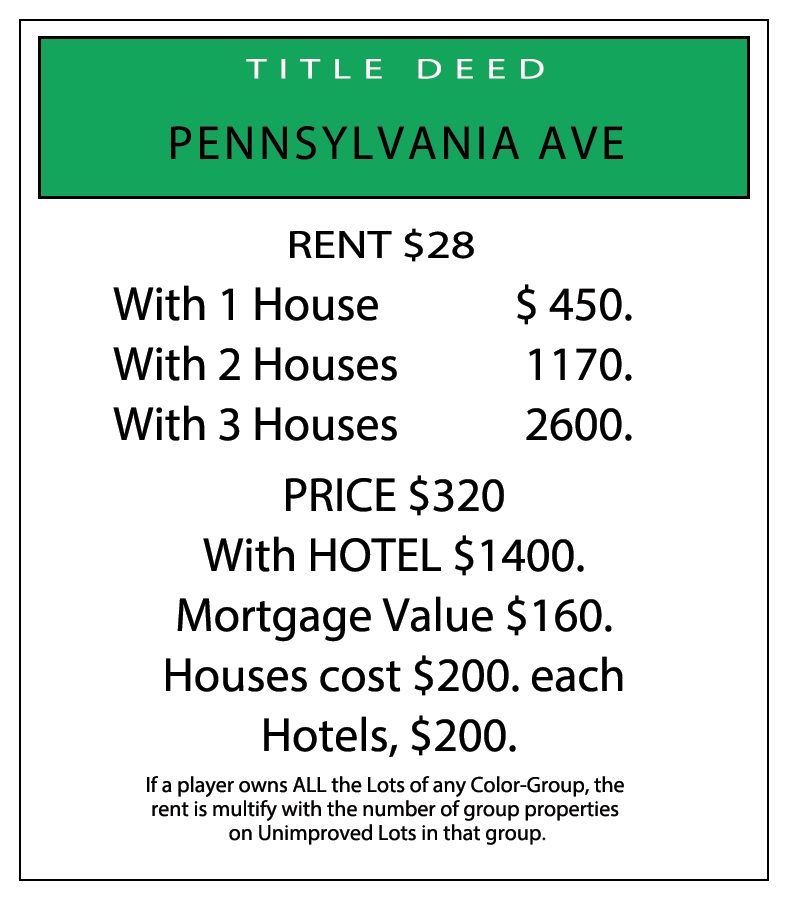 TITLE DEED
PENNSYLVANIA AVE
RENT $28
With 1 House $ 450.
With 2 Houses 1170.
With 3 Houses 2600.
PRICE $320
With HOTEL $1400.
Mortgage Value $160.
Houses cost $200. each
Hotels, $200.
If a player owns ALL the Lots of any Color-Group, the
rent is multify with the number of group properties
on Unimproved Lots in that group.